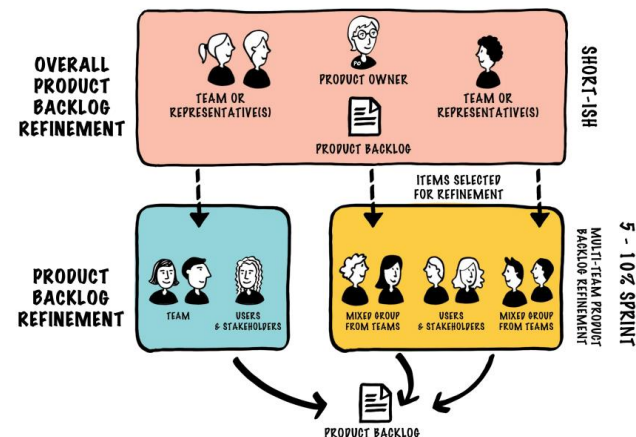 OVERALL
PRODUCT
BACKLOG
REFINEMENT
TEAM OR
REPRESENTATIVE(S)
PO
PRODUCT OWNER
PRODUCT BACKLOG
TEAM OR
REPRESENTATIVE(S)
SHORT-ISH
ITEMS SELECTED
FOR REFINEMENT
PRODUCT
BACKLOG
REFINEMENT
TEAM
USERS
& STAKEHOLDERS
MIXED GROUP
FROM TEAMS
USERS
& STAKEHOLDERS
MIXED GROUP
FROM TEAMS
MULTI-TEAM PRODUCT
BACKLOG REFINEMENT
5 - 10% SPRINT
PRODUCT BACKLOG